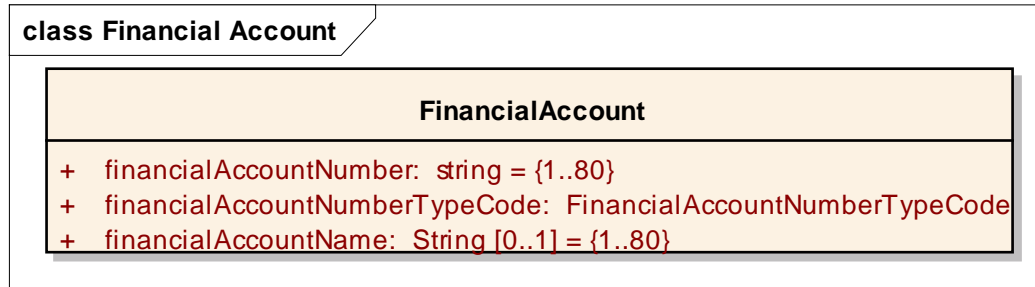 class Financial Account
FinancialAccount
+ financialAccountNumber: string = {1..80}
+ financialAccountNumberTypeCode: FinancialAccountNumberTypeCode
+ financialAccountName: String [0..1] = {1..80}